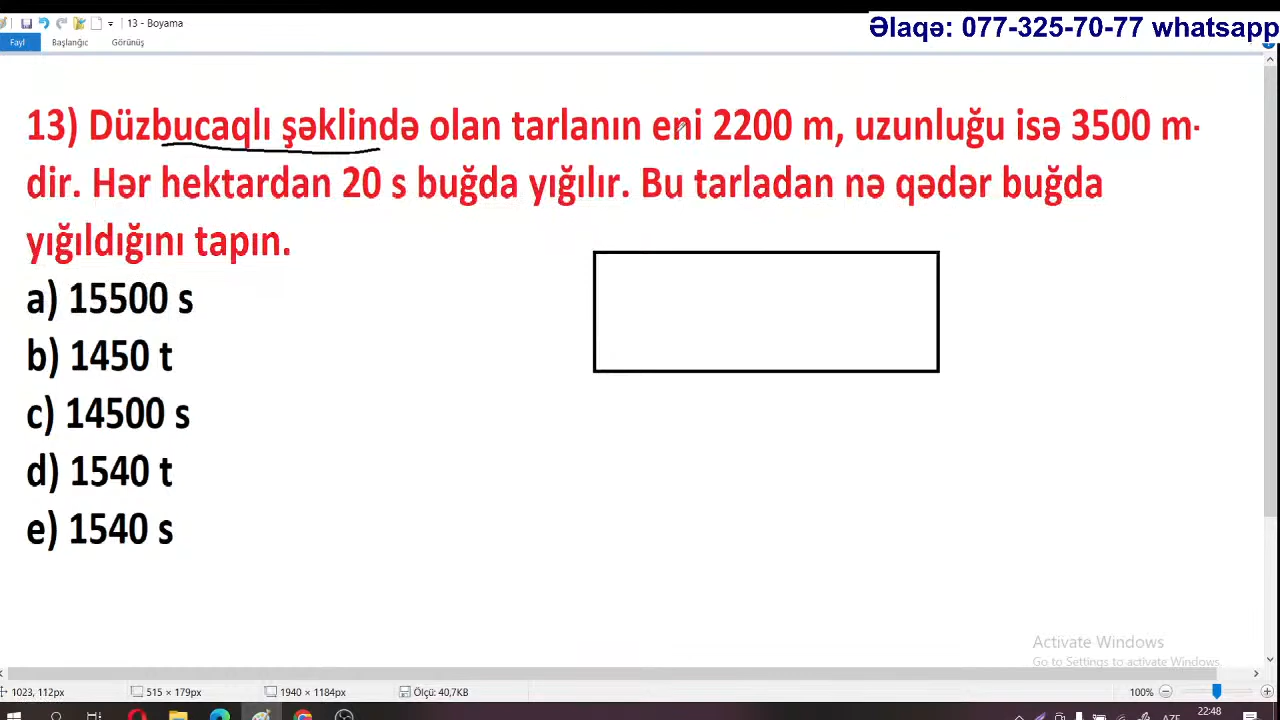 13 - Boyama
Əlaqə: 077-325-70-77 whatsapp
Fayl Başlanğıc Görünüş
13) Düzbucaqlı şəklində olan tarlanın eni 2200 m, uzunluğu isə 3500 m-
dir. Hər hektardan 20 s buğda yığılır. Bu tarladan nə qədər buğda
yığıldığını tapın.
a) 15500 s
b) 1450 t
c) 14500 s
d) 1540 t
e) 1540 s
Activate Windows
Go to Settings to activate Windows.
1023, 112px 515 × 179px 1940 × 1184px Ölçü: 40,7KB 100%
AZE 22:48